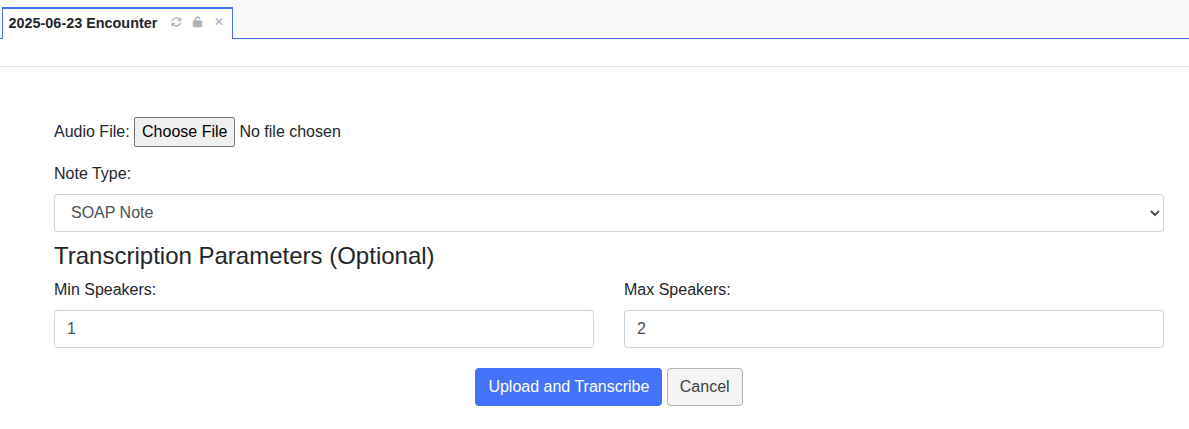 2025-06-23 Encounter
Audio File: Choose File No file chosen
Note Type:
SOAP Note
Transcription Parameters (Optional)
Min Speakers: Max Speakers:
1 2
Upload and Transcribe Cancel